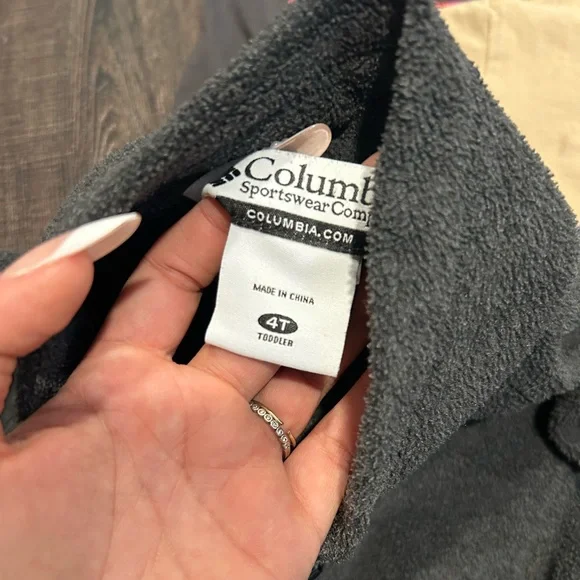 Columb
Sportswear Comp
COLUMBIA.COM
MADE IN CHINA
4T
TODDLER